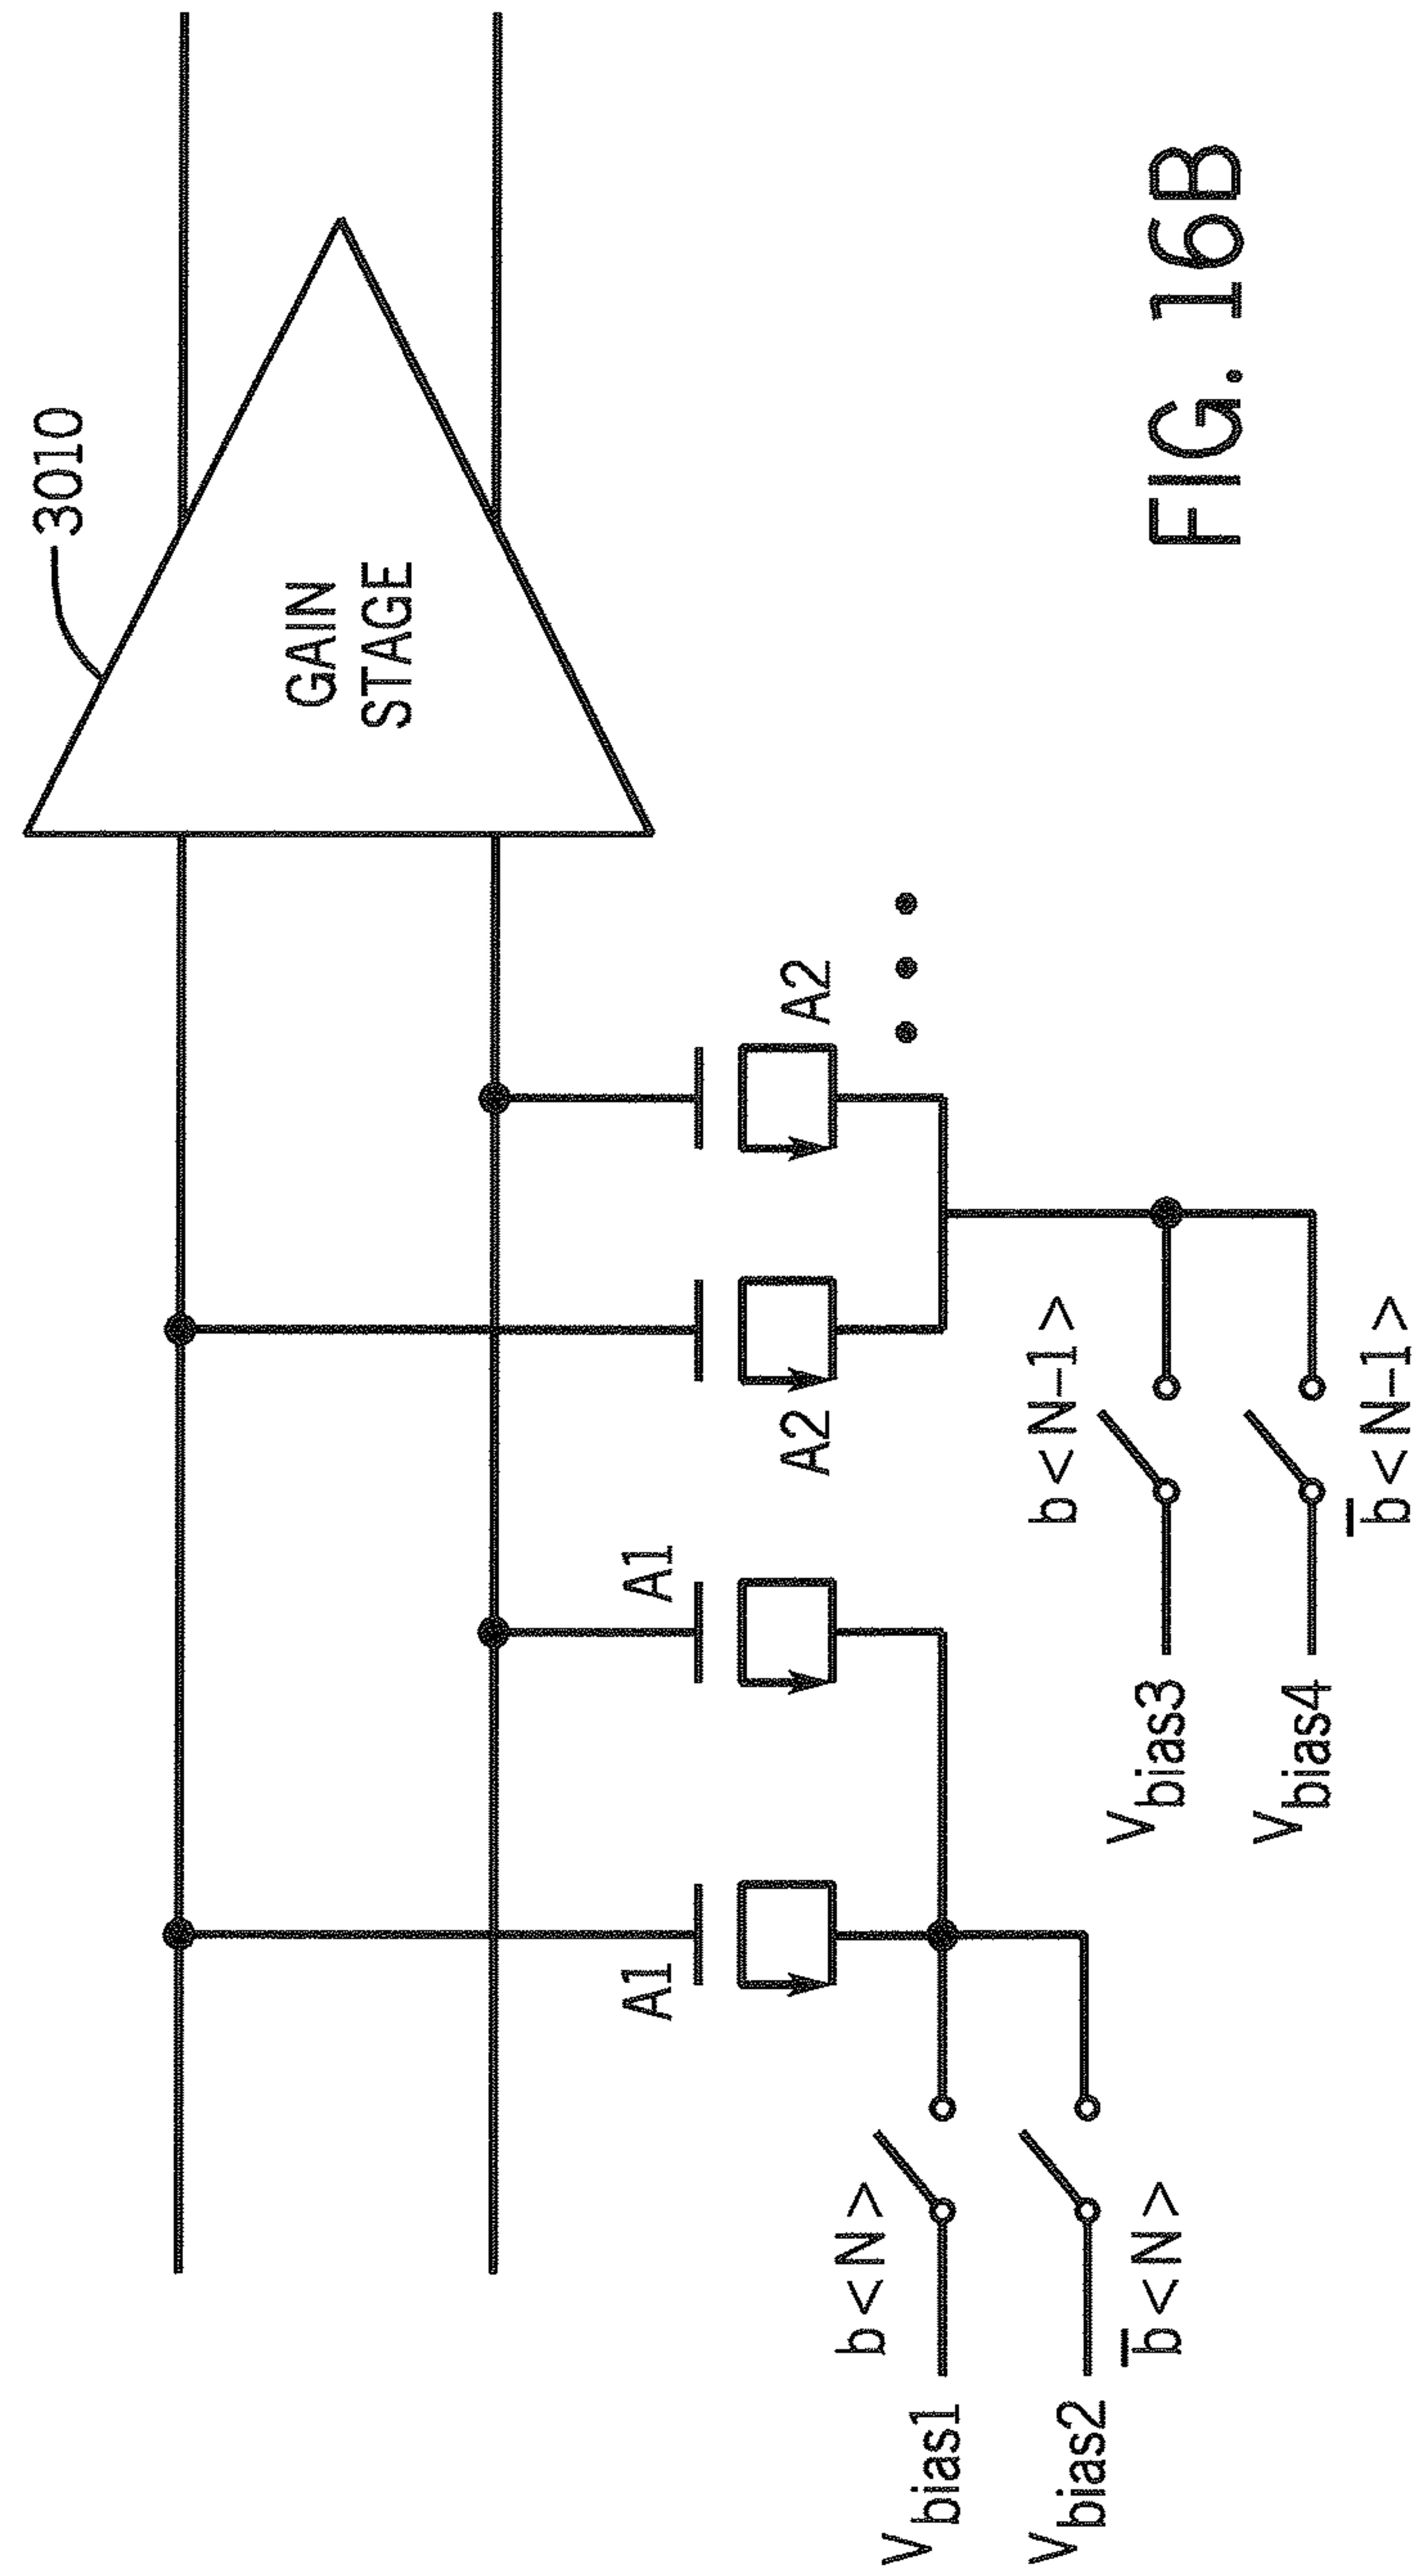 3010
GAIN
STAGE
A1
A1
A2
A2
b<N>
Vbias1
Vbias2
b̅<N>
b<N–1>
Vbias3
Vbias4
b̅<N–1>
FIG. 16B